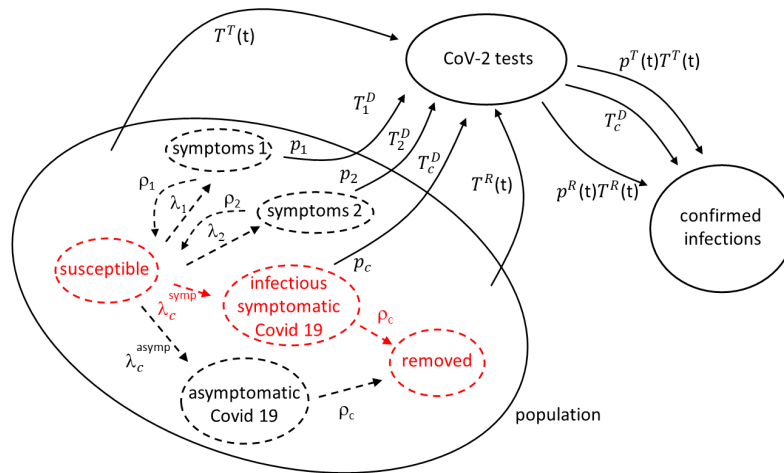 T^T(t)
CoV-2 tests
p^T(t)T^T(t)
T_1^D
T_2^D
T_c^D
T_c^D
symptoms 1
p_1
ρ_1
λ_1
p_2
T^R(t)
p^R(t)T^R(t)
ρ_2
symptoms 2
λ_2
confirmed
infections
susceptible
p_c
λ_c^symp
infectious
symptomatic
Covid 19
ρ_c
λ_c^asymp
removed
asymptomatic
Covid 19
ρ_c
population